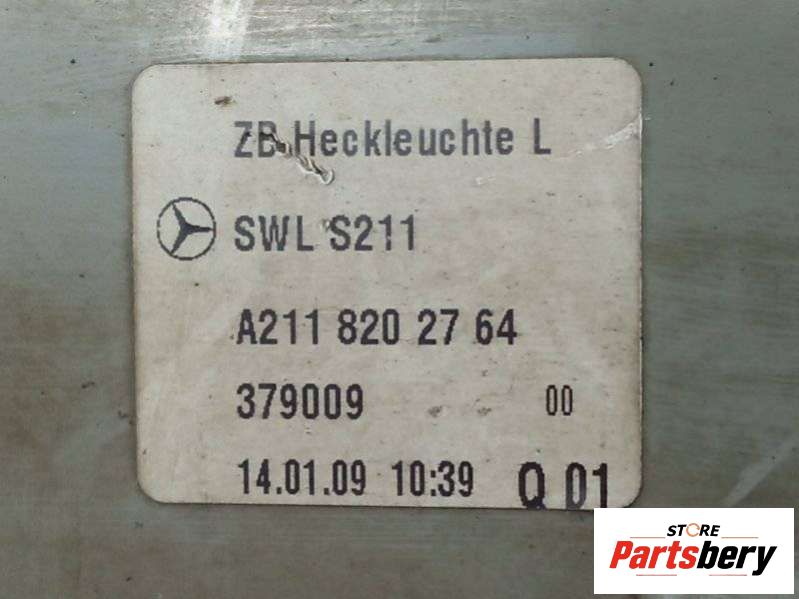 ZB Heckleuchte L
SWL S211
A211 820 27 64
379009 00
14.01.09 10:39 Q 01
STORE
Partsbery